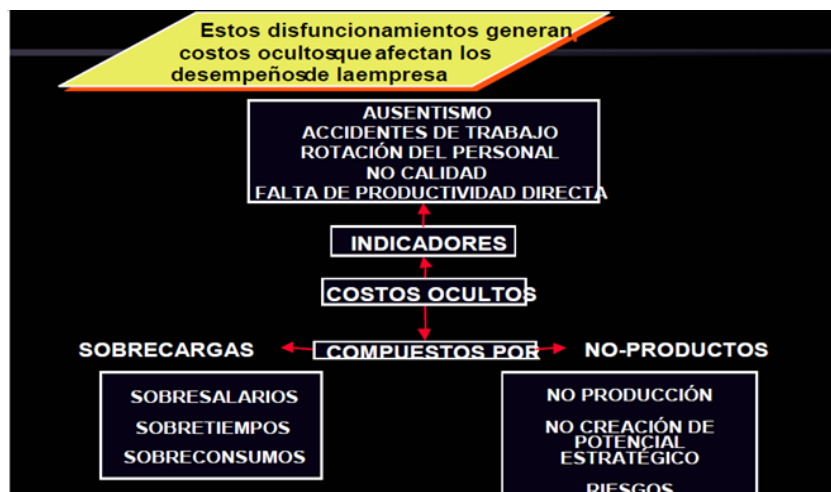 Estos disfuncionamientos generan,
costos ocultosque afectan los
desempeñosde laempresa
AUSENTISMO
ACCIDENTES DE TRABAJO
ROTACIÓN DEL PERSONAL
NO CALIDAD
FALTA DE PRODUCTIVIDAD DIRECTA
INDICADORES
COSTOS OCULTOS
SOBRECARGAS
COMPUESTOS POR
NO-PRODUCTOS
SOBRESALARIOS
SOBRETIEMPOS
SOBRECONSUMOS
NO PRODUCCIÓN
NO CREACIÓN DE
POTENCIAL
ESTRATÉGICO
RIESGOS